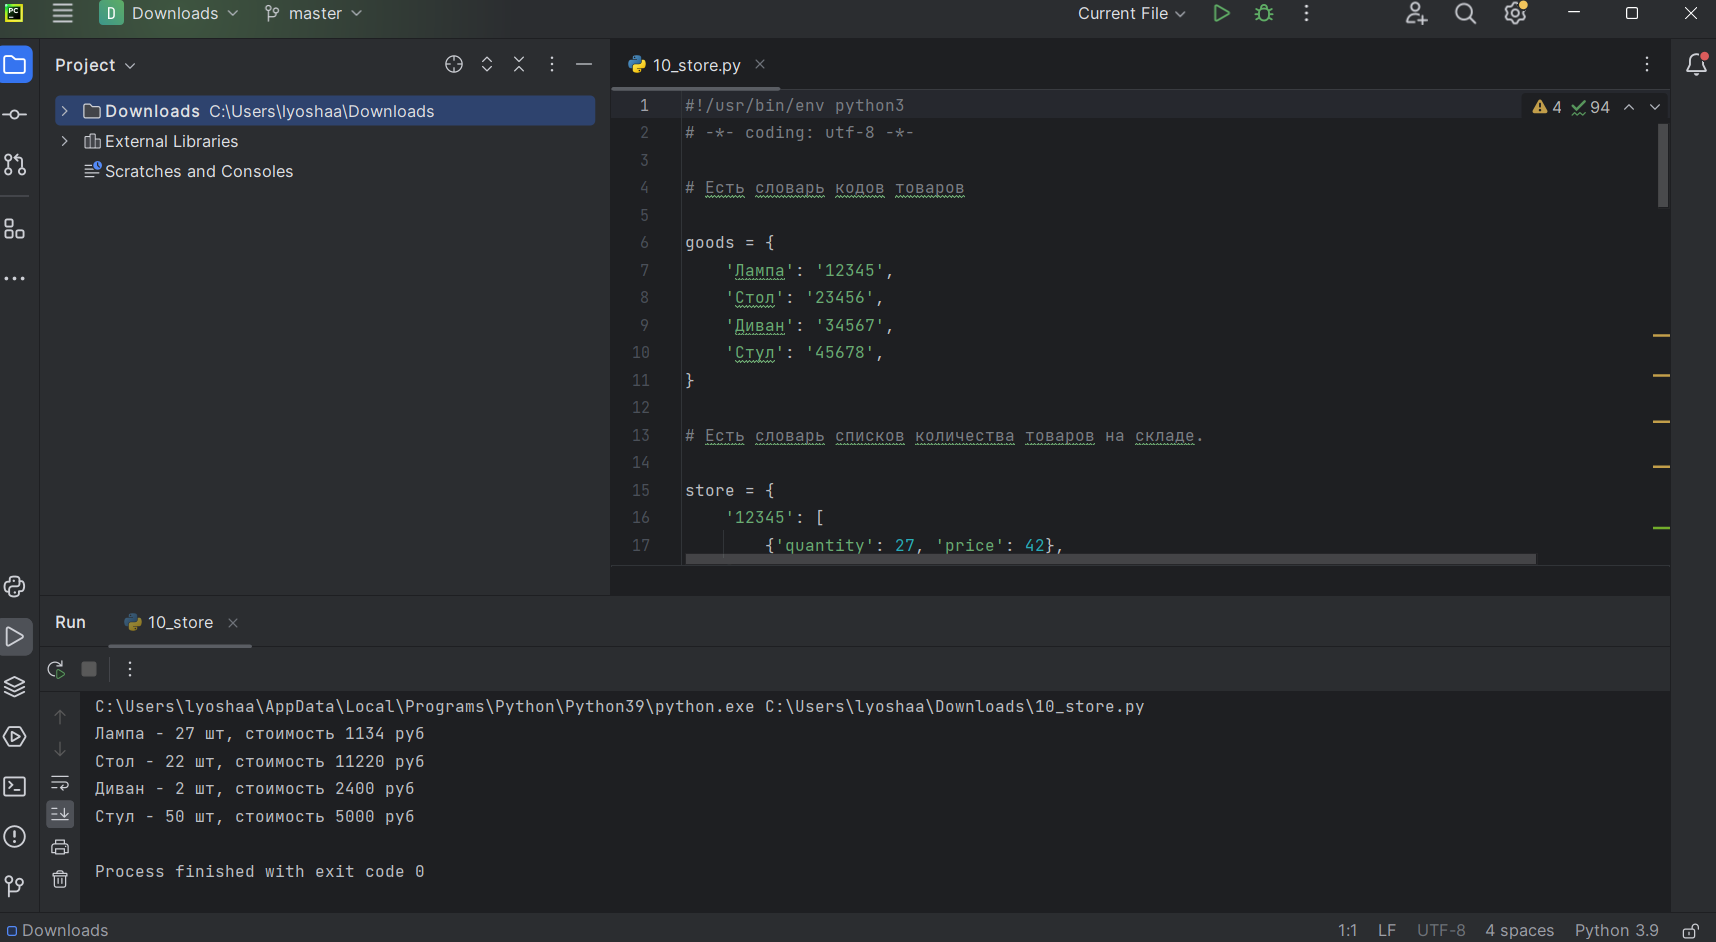 PC
D Downloads
master
Current File
Project
10_store.py
Downloads C:\Users\lyoshaa\Downloads
External Libraries
Scratches and Consoles
4 94
1 #!/usr/bin/env python3
2 # -*- coding: utf-8 -*-
3
4 # Есть словарь кодов товаров
5
6 goods = {
7 'Лампа': '12345',
8 'Стол': '23456',
9 'Диван': '34567',
10 'Стул': '45678',
11 }
12
13 # Есть словарь списков количества товаров на складе.
14
15 store = {
16 '12345': [
17 {'quantity': 27, 'price': 42},
Run 10_store
C:\Users\lyoshaa\AppData\Local\Programs\Python\Python39\python.exe C:\Users\lyoshaa\Downloads\10_store.py
Лампа - 27 шт, стоимость 1134 руб
Стол - 22 шт, стоимость 11220 руб
Диван - 2 шт, стоимость 2400 руб
Стул - 50 шт, стоимость 5000 руб
Process finished with exit code 0
Downloads
1:1 LF UTF-8 4 spaces Python 3.9